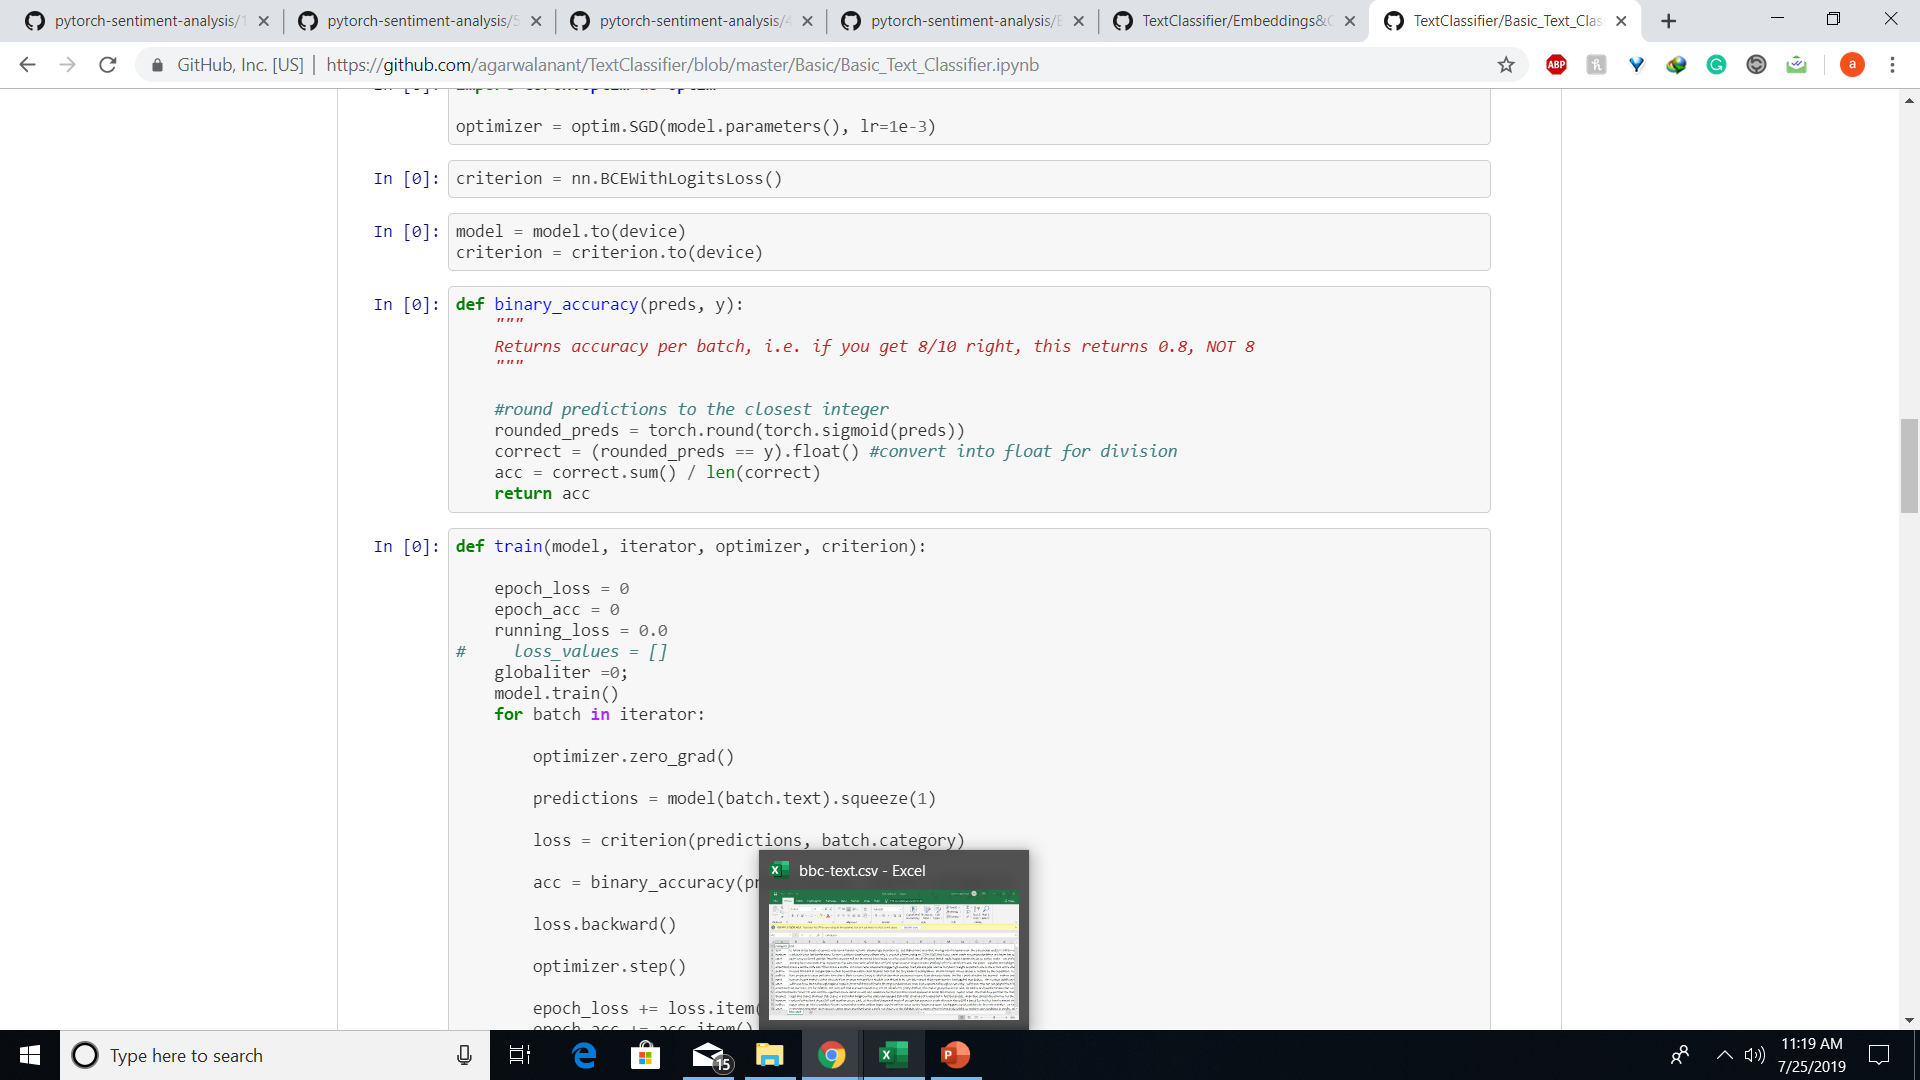 pytorch-sentiment-analysis/1
pytorch-sentiment-analysis/5
pytorch-sentiment-analysis/4
pytorch-sentiment-analysis/E
TextClassifier/Embeddings&C
TextClassifier/Basic_Text_Clas
GitHub, Inc. [US] | https://github.com/agarwalanant/TextClassifier/blob/master/Basic/Basic_Text_Classifier.ipynb
ABP
a
optimizer = optim.SGD(model.parameters(), lr=1e-3)
In [0]: criterion = nn.BCEWithLogitsLoss()
In [0]: model = model.to(device)
criterion = criterion.to(device)
In [0]: def binary_accuracy(preds, y):
"""
Returns accuracy per batch, i.e. if you get 8/10 right, this returns 0.8, NOT 8
"""
#round predictions to the closest integer
rounded_preds = torch.round(torch.sigmoid(preds))
correct = (rounded_preds == y).float() #convert into float for division
acc = correct.sum() / len(correct)
return acc
In [0]: def train(model, iterator, optimizer, criterion):
epoch_loss = 0
epoch_acc = 0
running_loss = 0.0
# loss_values = []
globaliter =0;
model.train()
for batch in iterator:
optimizer.zero_grad()
predictions = model(batch.text).squeeze(1)
loss = criterion(predictions, batch.category)
acc = binary_accuracy(pr
loss.backward()
optimizer.step()
epoch_loss += loss.item(
epoch_acc += acc.item()
bbc-text.csv - Excel
Type here to search
15
11:19 AM
7/25/2019